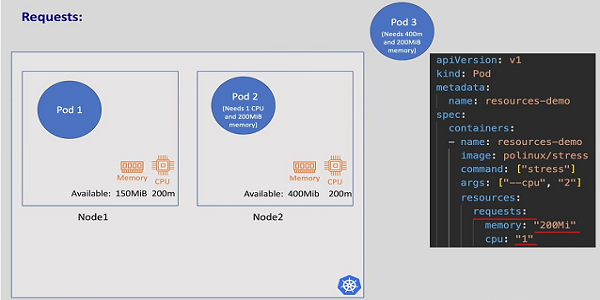 Requests:
Pod 3
(Needs 400m
and 200MiB
memory)
Pod 1
Pod 2
(Needs 1 CPU
and 200MiB
memory)
Memory
CPU
Available: 150MiB 200m
Memory
CPU
Available: 400Mib 200m
Node1
Node2
apiVersion: v1
kind: Pod
metadata:
  name: resources-demo
spec:
  containers:
  - name: resources-demo
    image: polinux/stress
    command: ["stress"]
    args: ["--cpu", "2"]
    resources:
      requests:
        memory: "200Mi"
        cpu: "1"